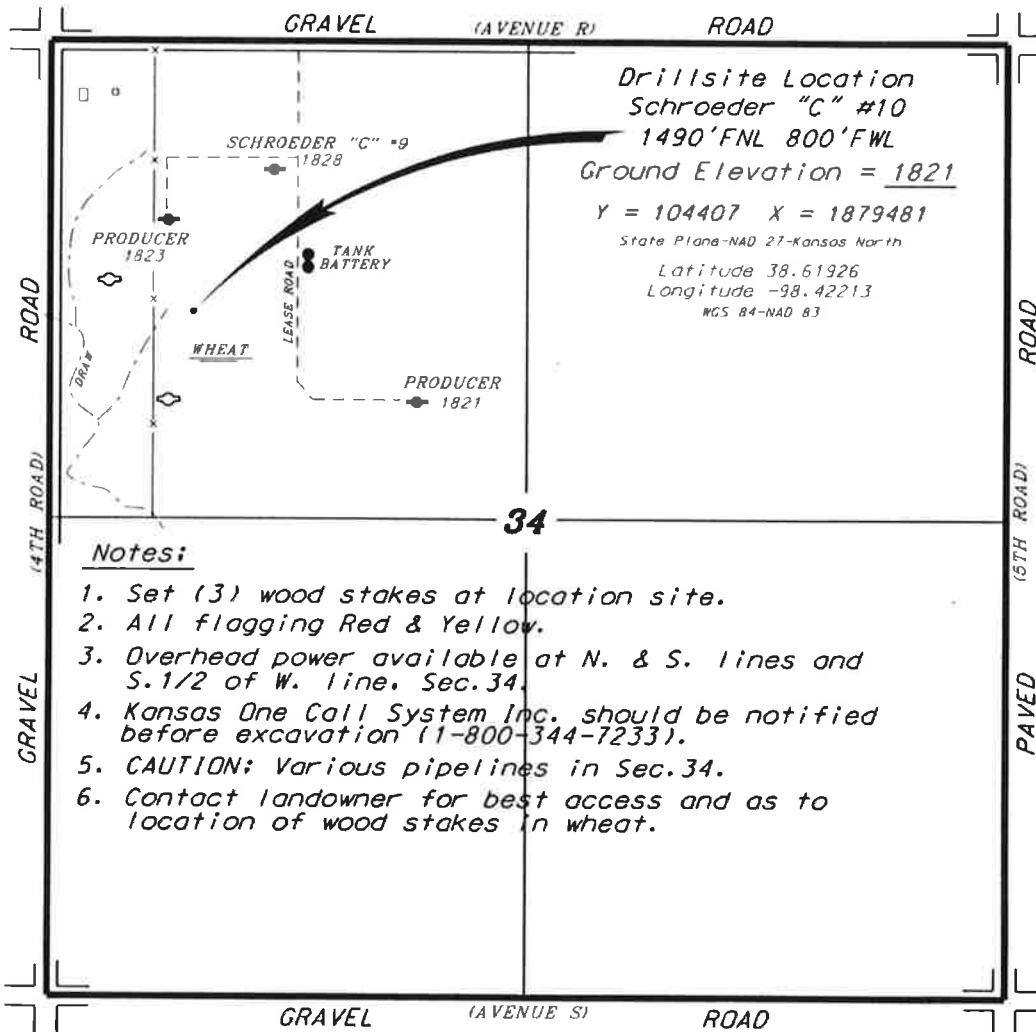 GRAVEL (AVENUE R) ROAD
Drillsite Location
Schroeder "C" #10
1490'FNL 800'FWL
Ground Elevation = 1821
Y = 104407 X = 1879481
State Plane-NAD 27-Kansas North
Latitude 38.61926
Longitude -98.42213
WGS 84-NAD 83
SCHROEDER "C" #9
1828
PRODUCER
1823
TANK
BATTERY
LEASE ROAD
WHEAT
DRAW
PRODUCER
1821
34
ROAD
(4TH ROAD)
GRAVEL
ROAD
(5TH ROAD)
PAVED
Notes:
1. Set (3) wood stakes at location site.
2. All flagging Red & Yellow.
3. Overhead power available at N. & S. lines and
S.1/2 of W. line. Sec.34.
4. Kansas One Call System Inc. should be notified
before excavation (1-800-344-7233).
5. CAUTION: Various pipelines in Sec.34.
6. Contact landowner for best access and as to
location of wood stakes in wheat.
GRAVEL (AVENUE S) ROAD